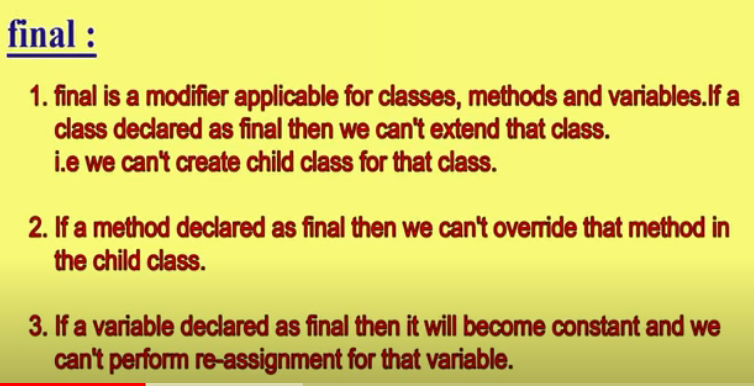 final :
1. final is a modifier applicable for classes, methods and variables.If a
class declared as final then we can't extend that class.
i.e we can't create child class for that class.
2. If a method declared as final then we can't override that method in
the child class.
3. If a variable declared as final then it will become constant and we
can't perform re-assignment for that variable.